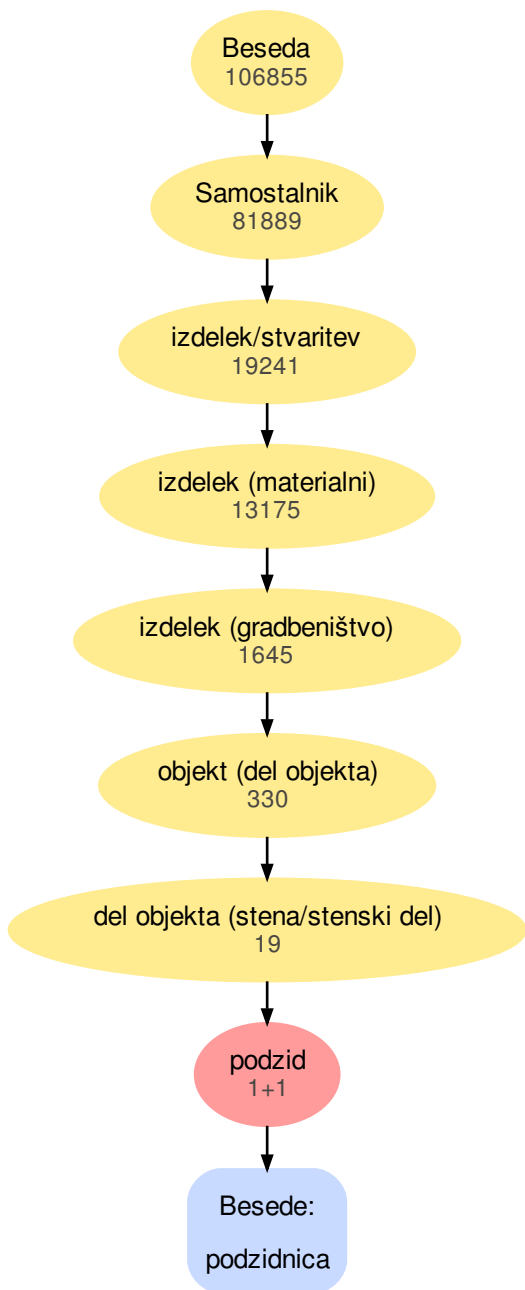 Beseda
106855
Samostalnik
81889
izdelek/stvaritev
19241
izdelek (materialni)
13175
izdelek (gradbeništvo)
1645
objekt (del objekta)
330
del objekta (stena/stenski del)
19
podzid
1+1
Besede:
podzidnica